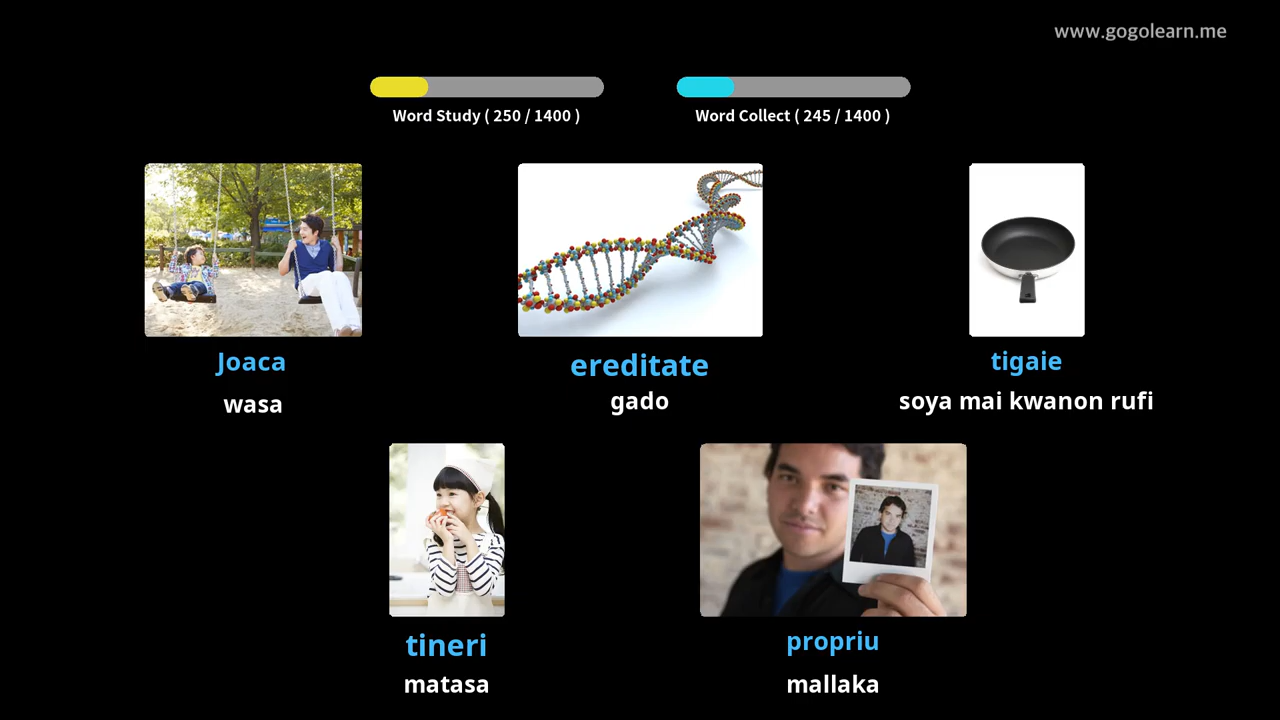 www.gogolearn.me
Word Study ( 250 / 1400 )
Word Collect ( 245 / 1400 )
Joaca
wasa
ereditate
gado
tigaie
soya mai kwanon rufi
tineri
matasa
propriu
mallaka